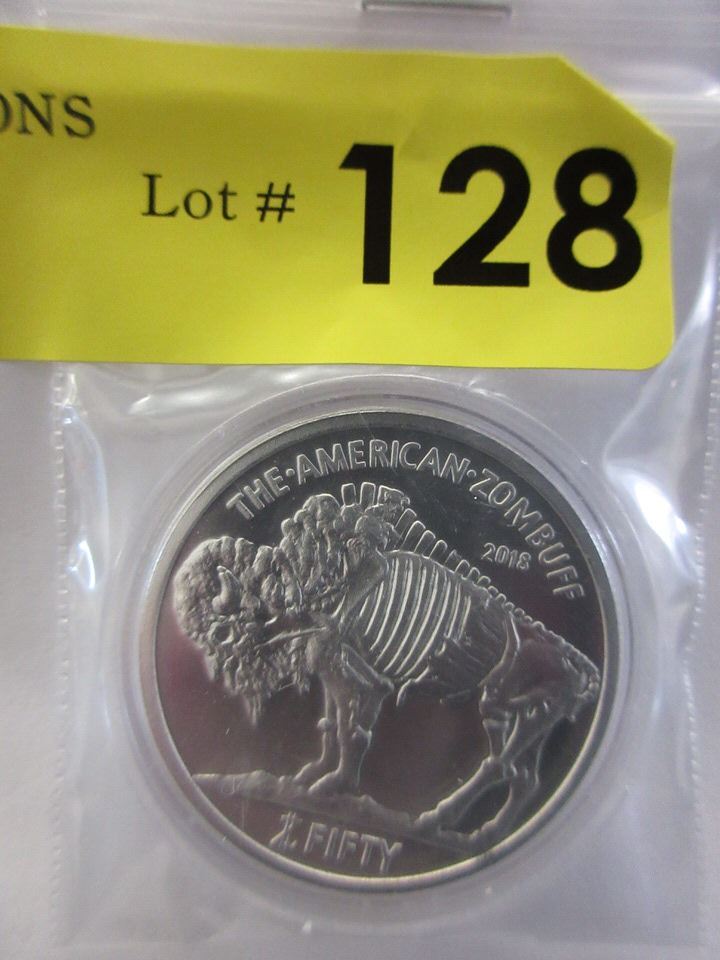 ONS
Lot # 128
THE·AMERICAN·ZOMBUFF
2018
FIFTY